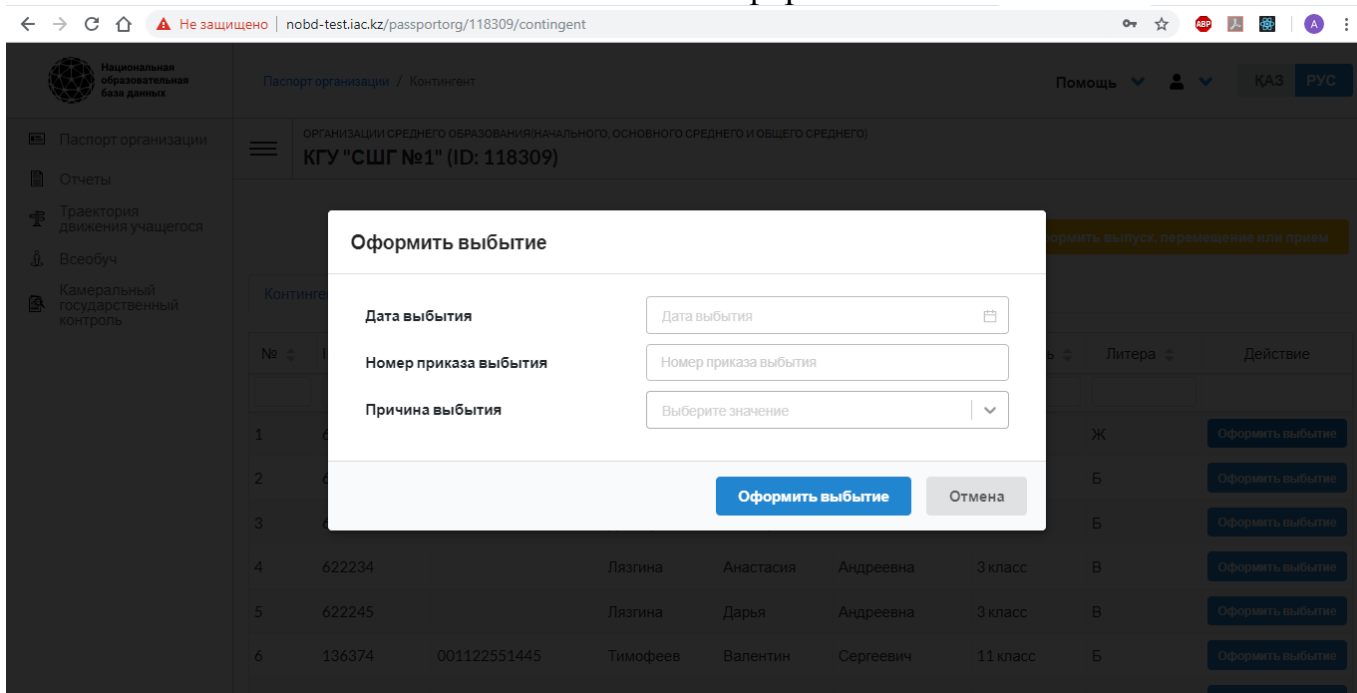 Не защищено | nobd-test.iac.kz/passportorg/118309/contingent
ABP
A
Национальная
образовательная
база данных
Паспорт организации / Контингент
Помощь
ҚАЗ РУС
Паспорт организации
Отчеты
Траектория
движения учащегося
Всеобуч
Камеральный
государственный
контроль
ОРГАНИЗАЦИИ СРЕДНЕГО ОБРАЗОВАНИЯ(НАЧАЛЬНОГО, ОСНОВНОГО СРЕДНЕГО И ОБЩЕГО СРЕДНЕГО)
КГУ "СШГ №1" (ID: 118309)
выпуск, перемещение или прием
Оформить выбытие
Дата выбытия Дата выбытия
Номер приказа выбытия Номер приказа выбытия
Причина выбытия Выберите значение
Оформить выбытие Отмена
№ Литера Действие
1 Ж Оформить выбытие
2 Б Оформить выбытие
3 Б Оформить выбытие
4 622234 Лязгина Анастасия Андреевна 3 класс В Оформить выбытие
5 622245 Лязгина Дарья Андреевна 3 класс В Оформить выбытие
6 136374 001122551445 Тимофеев Валентин Сергеевич 11 класс Б Оформить выбытие